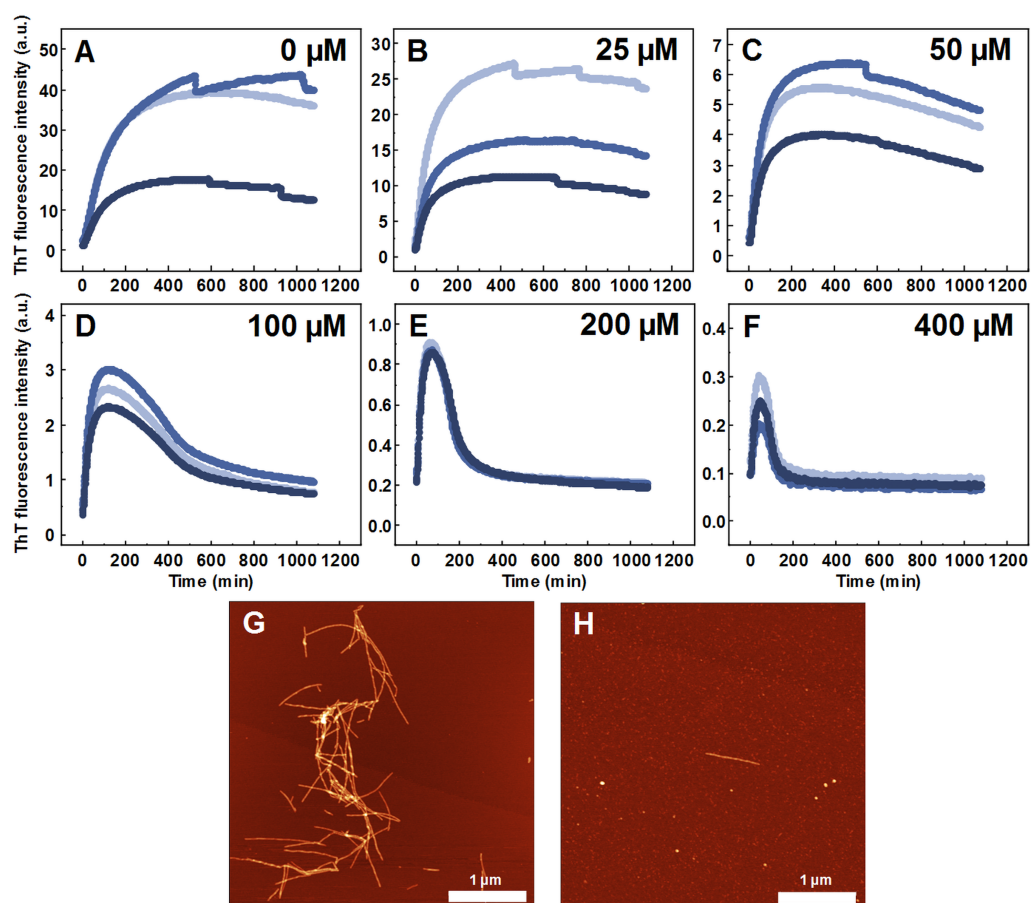 A 0 µM
B 25 µM
C 50 µM
ThT fluorescence intensity (a.u.)
50
40
30
20
10
0
0 200 400 600 800 1000 1200
30
25
20
15
10
5
0
0 200 400 600 800 1000 1200
7
6
5
4
3
2
1
0
0 200 400 600 800 1000 1200
D 100 µM
E 200 µM
F 400 µM
ThT fluorescence intensity (a.u.)
4
3
2
1
0
0 200 400 600 800 1000 1200
Time (min)
1.0
0.8
0.6
0.4
0.2
0.0
0 200 400 600 800 1000 1200
Time (min)
0.4
0.3
0.2
0.1
0.0
0 200 400 600 800 1000 1200
Time (min)
G
1 µm
H
1 µm